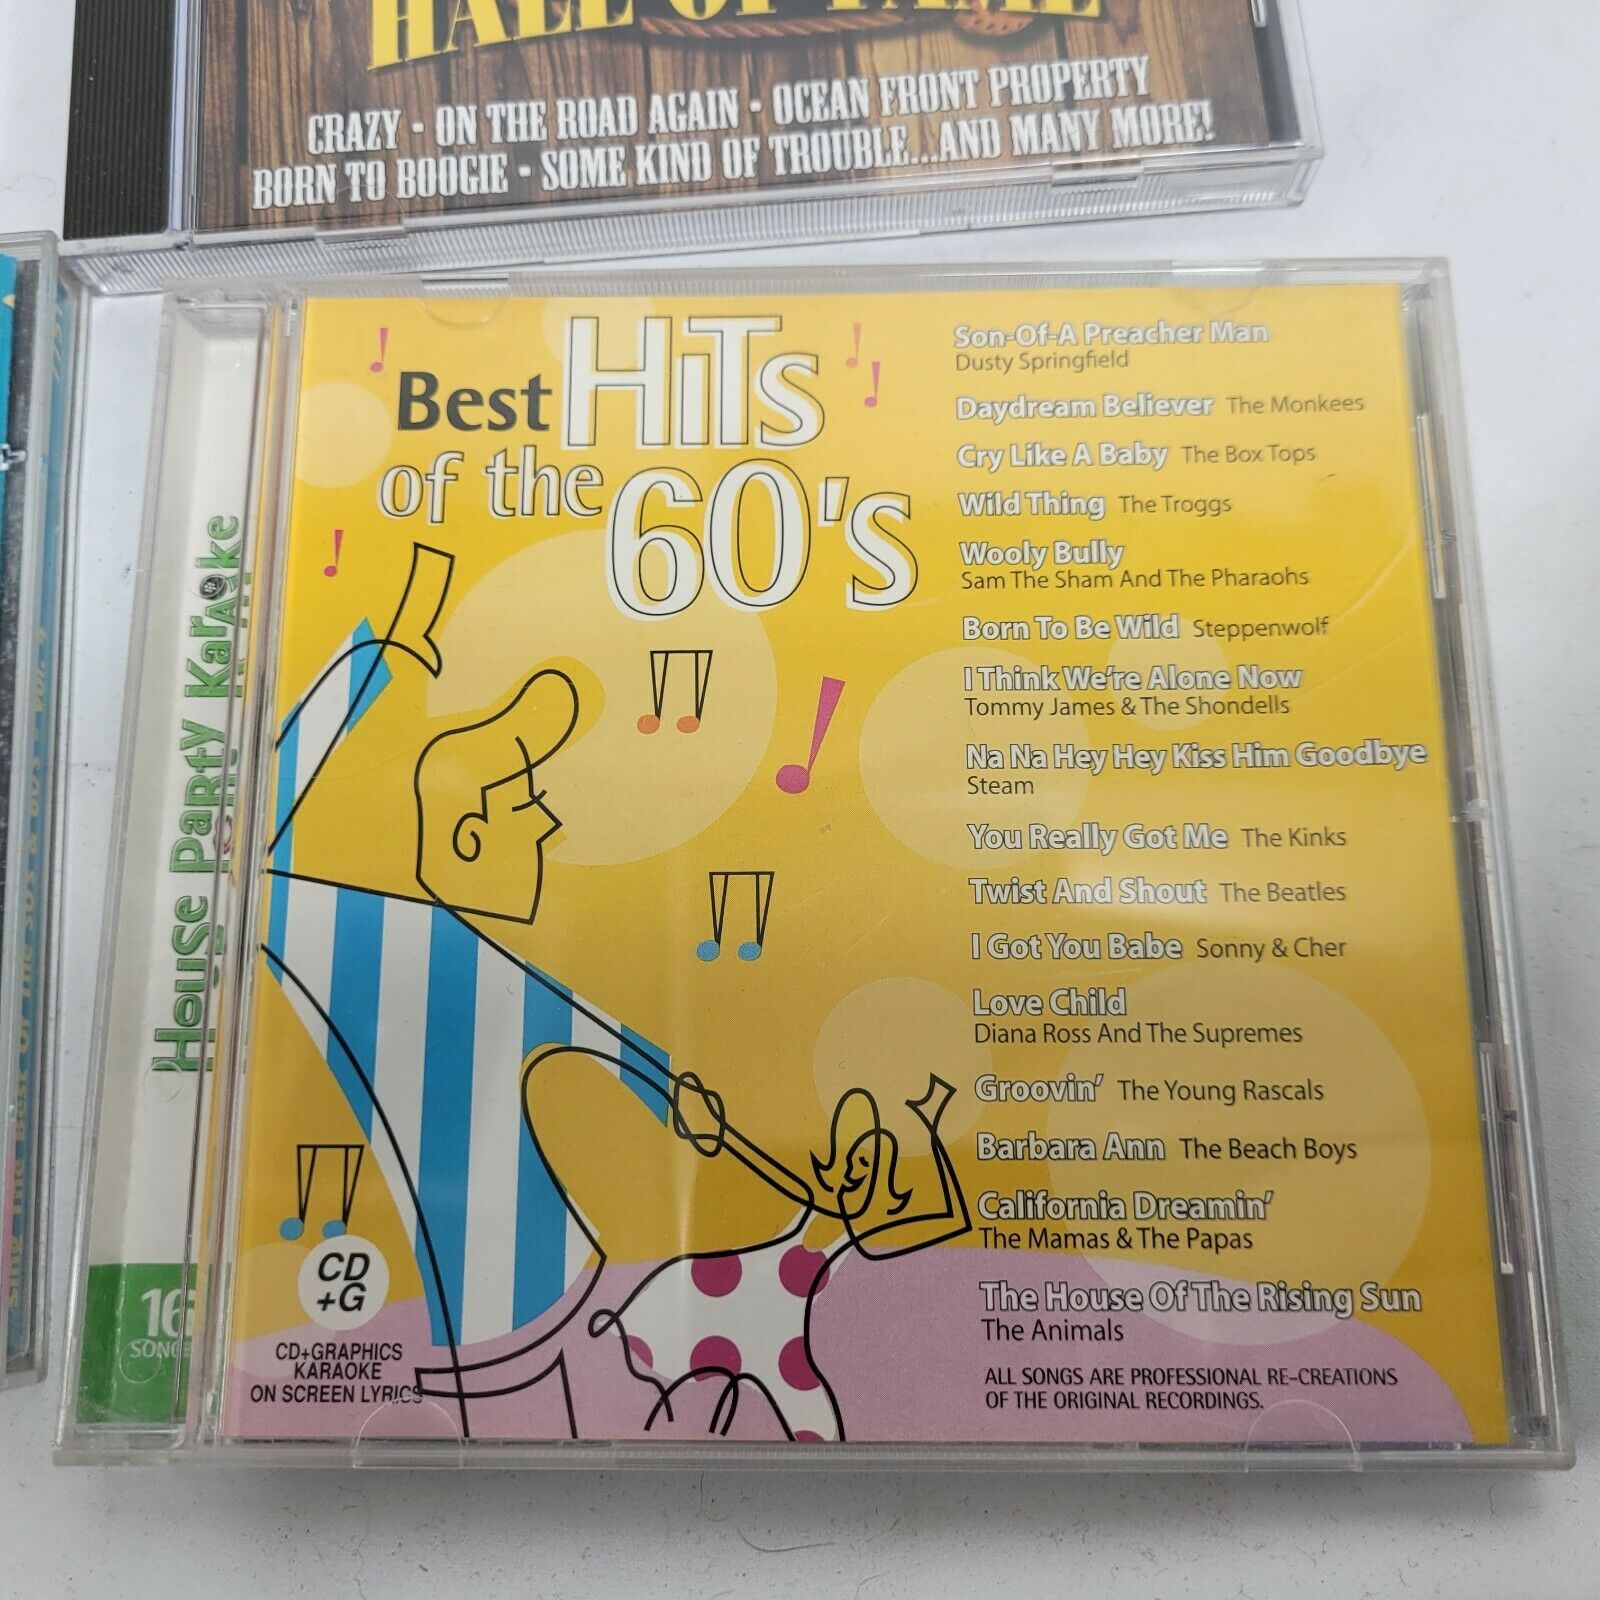 HALL OF FAME
CRAZY • ON THE ROAD AGAIN • OCEAN FRONT PROPERTY
BORN TO BOOGIE • SOME KIND OF TROUBLE...AND MANY MORE!
House Party Karaoke
16
SONGS
Best HiTs
of the 60's
Son-Of-A Preacher Man
Dusty Springfield
Daydream Believer The Monkees
Cry Like A Baby The Box Tops
Wild Thing The Troggs
Wooly Bully
Sam The Sham And The Pharaohs
Born To Be Wild Steppenwolf
I Think We're Alone Now
Tommy James & The Shondells
Na Na Hey Hey Kiss Him Goodbye
Steam
You Really Got Me The Kinks
Twist And Shout The Beatles
I Got You Babe Sonny & Cher
Love Child
Diana Ross And The Supremes
Groovin' The Young Rascals
Barbara Ann The Beach Boys
California Dreamin'
The Mamas & The Papas
The House Of The Rising Sun
The Animals
ALL SONGS ARE PROFESSIONAL RE-CREATIONS
OF THE ORIGINAL RECORDINGS.
CD
+G
CD+GRAPHICS
KARAOKE
ON SCREEN LYRICS